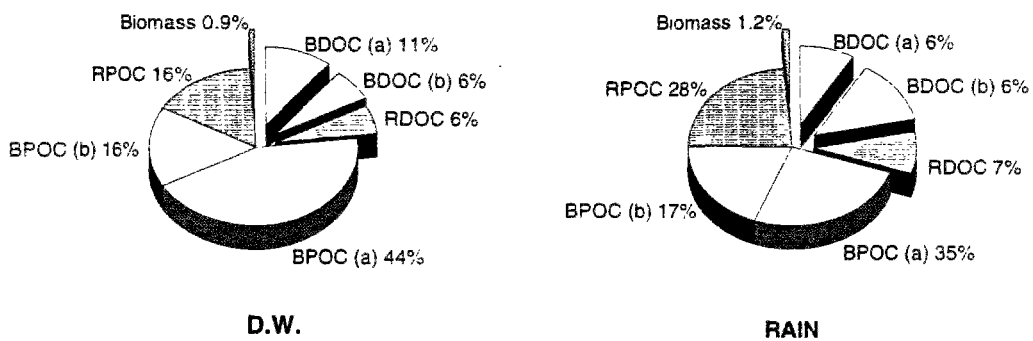 Biomass 0.9%
BDOC (a) 11%
BDOC (b) 6%
RDOC 6%
RPOC 16%
BPOC (b) 16%
BPOC (a) 44%
D.W.
Biomass 1.2%
BDOC (a) 6%
BDOC (b) 6%
RPOC 28%
RDOC 7%
BPOC (b) 17%
BPOC (a) 35%
RAIN